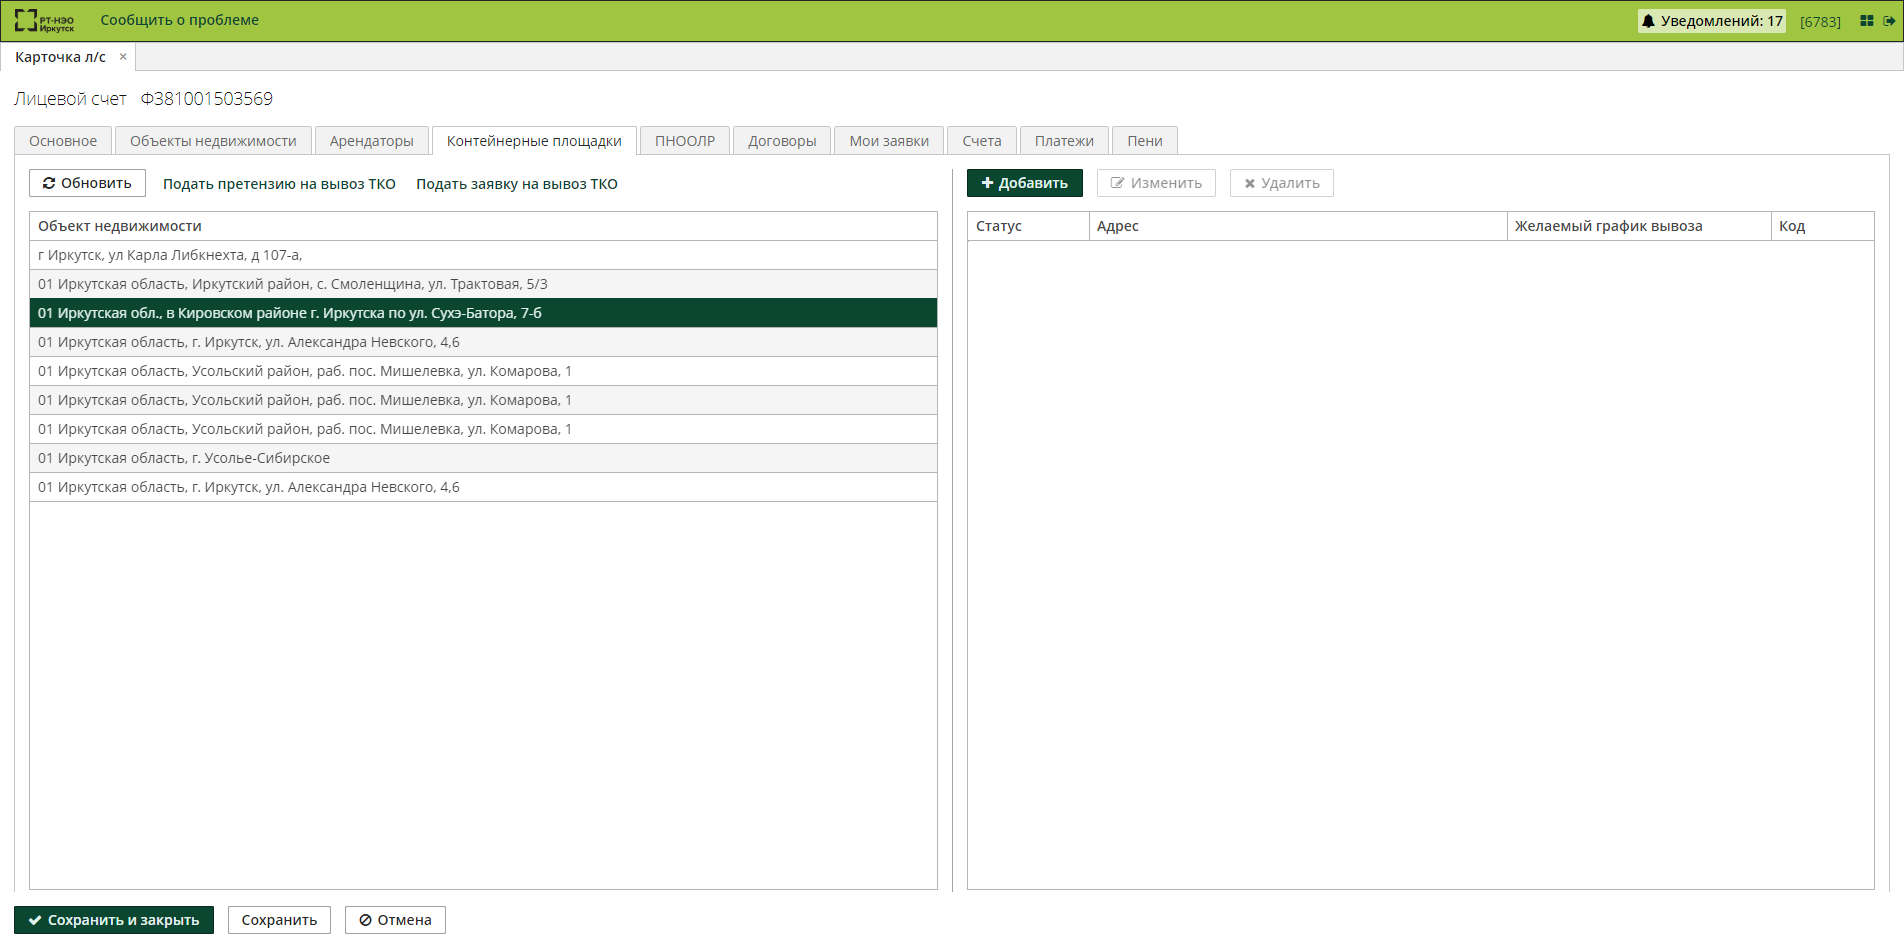 РТ-НЭО
Иркутск
Сообщить о проблеме
Уведомлений: 17
[6783]
Карточка л/с ×
Лицевой счет Ф381001503569
Основное
Объекты недвижимости
Арендаторы
Контейнерные площадки
ПНООЛР
Договоры
Мои заявки
Счета
Платежи
Пени
Обновить
Подать претензию на вывоз ТКО
Подать заявку на вывоз ТКО
Объект недвижимости
г Иркутск, ул Карла Либкнехта, д 107-а,
01 Иркутская область, Иркутский район, с. Смоленщина, ул. Трактовая, 5/3
01 Иркутская обл., в Кировском районе г. Иркутска по ул. Сухэ-Батора, 7-б
01 Иркутская область, г. Иркутск, ул. Александра Невского, 4,6
01 Иркутская область, Усольский район, раб. пос. Мишелевка, ул. Комарова, 1
01 Иркутская область, Усольский район, раб. пос. Мишелевка, ул. Комарова, 1
01 Иркутская область, Усольский район, раб. пос. Мишелевка, ул. Комарова, 1
01 Иркутская область, г. Усолье-Сибирское
01 Иркутская область, г. Иркутск, ул. Александра Невского, 4,6
Добавить
Изменить
Удалить
Статус
Адрес
Желаемый график вывоза
Код
Сохранить и закрыть
Сохранить
Отмена